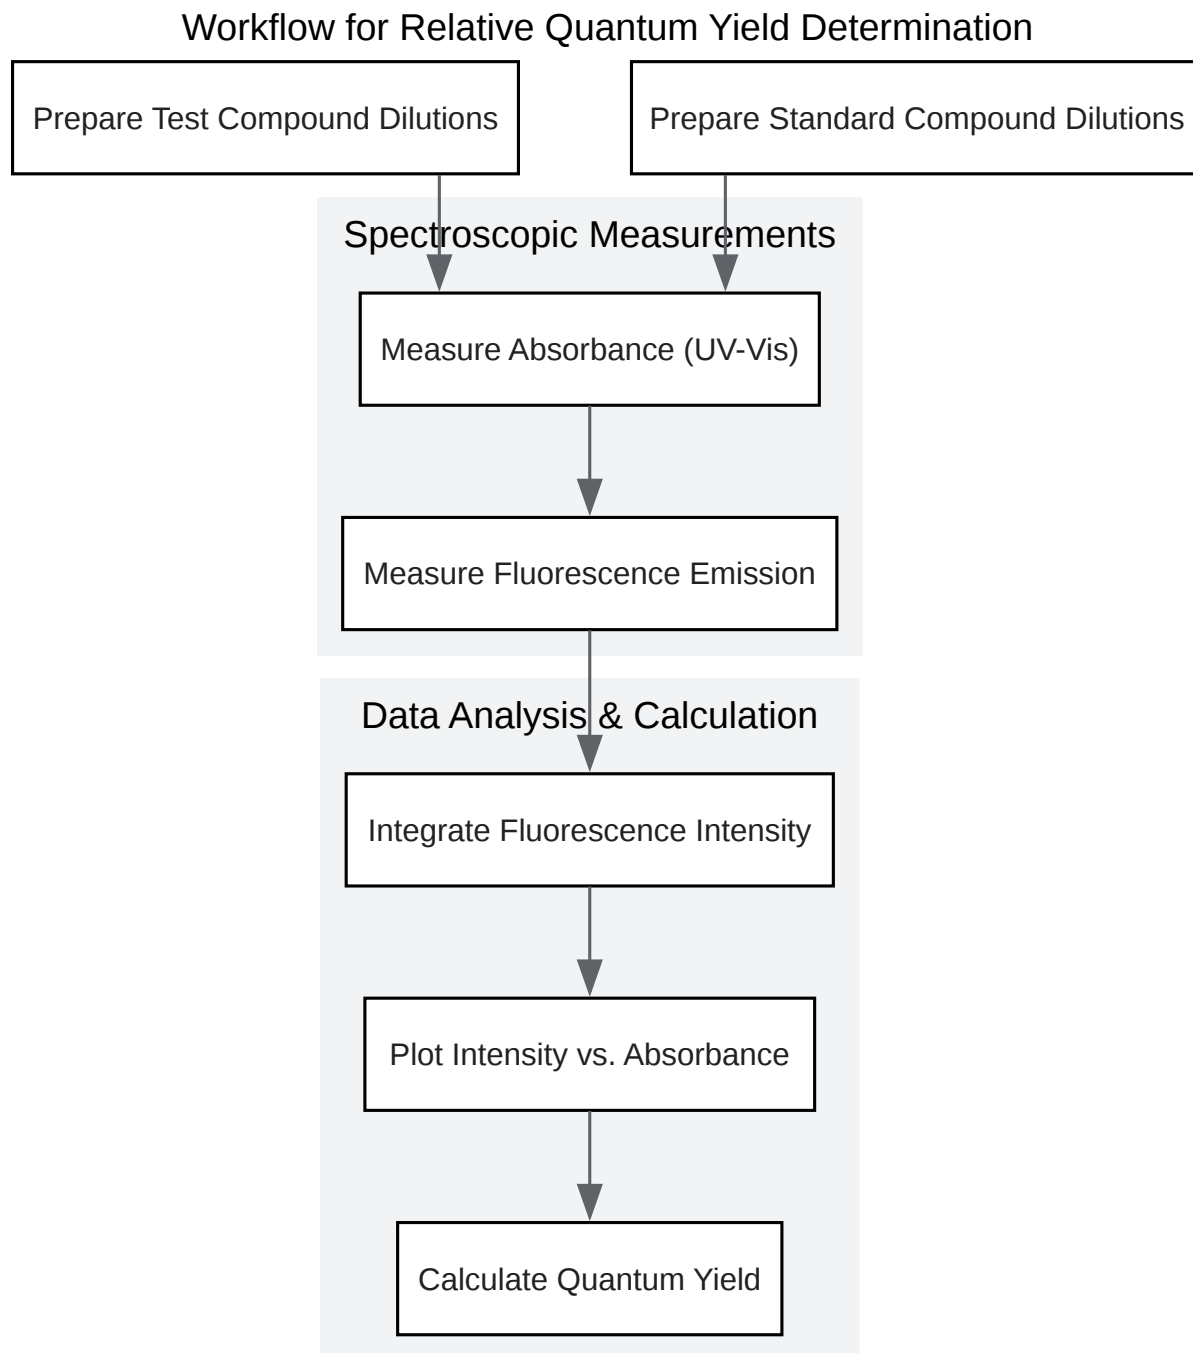 Workflow for Relative Quantum Yield Determination
Prepare Test Compound Dilutions
Prepare Standard Compound Dilutions
Spectroscopic Measurements
Measure Absorbance (UV-Vis)
Measure Fluorescence Emission
Data Analysis & Calculation
Integrate Fluorescence Intensity
Plot Intensity vs. Absorbance
Calculate Quantum Yield